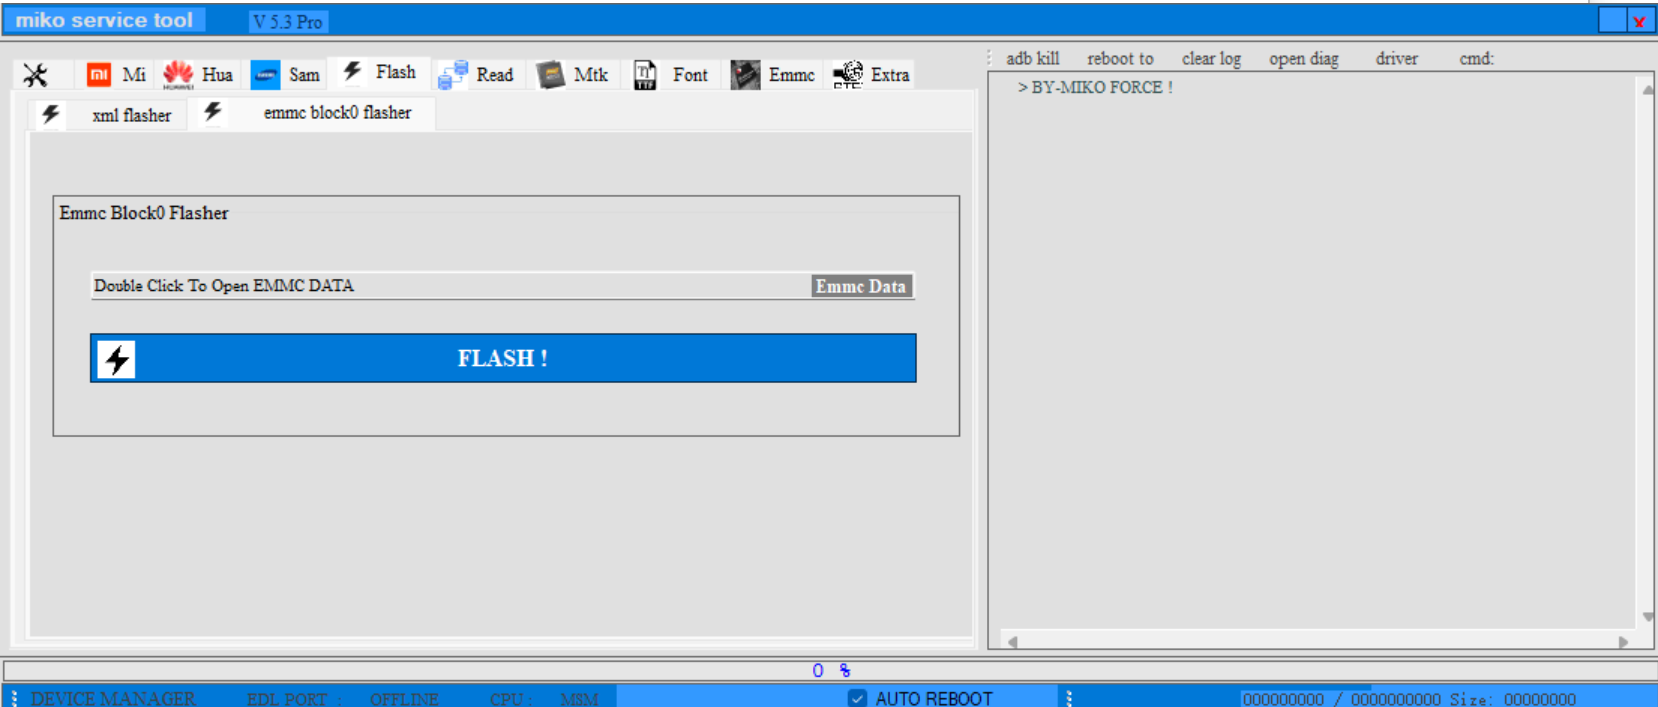 miko service tool V 5.3 Pro
x
Mi Hua Sam Flash Read Mtk Font Emmc Extra
HUAWEI
TTF
xml flasher emmc block0 flasher
Emmc Block0 Flasher
Double Click To Open EMMC DATA Emmc Data
FLASH !
adb kill reboot to clear log open diag driver cmd:
> BY-MIKO FORCE !
0 %
DEVICE MANAGER EDL PORT : OFFLINE CPU : MSM AUTO REBOOT 000000000 / 0000000000 Size: 00000000